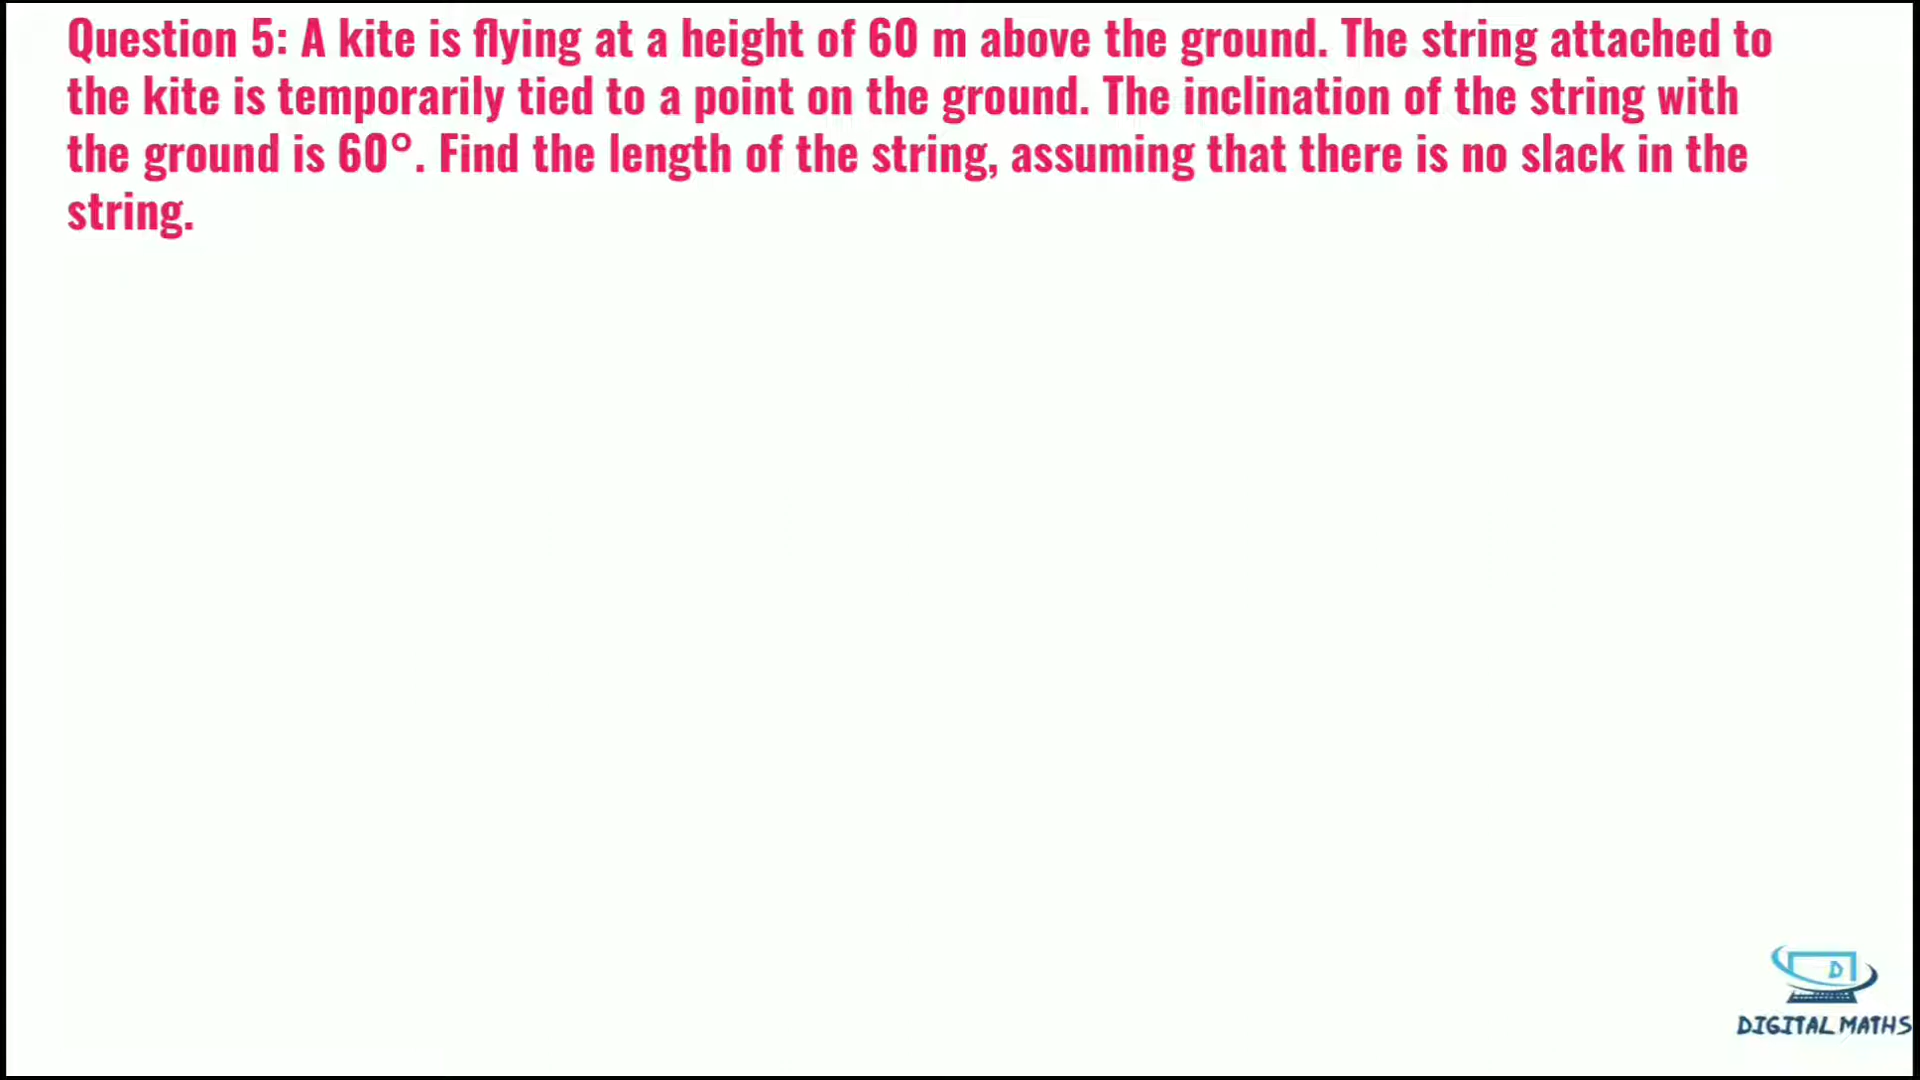 Question 5: A kite is flying at a height of 60 m above the ground. The string attached to
the kite is temporarily tied to a point on the ground. The inclination of the string with
the ground is 60°. Find the length of the string, assuming that there is no slack in the
string.
D
DIGITAL MATHS